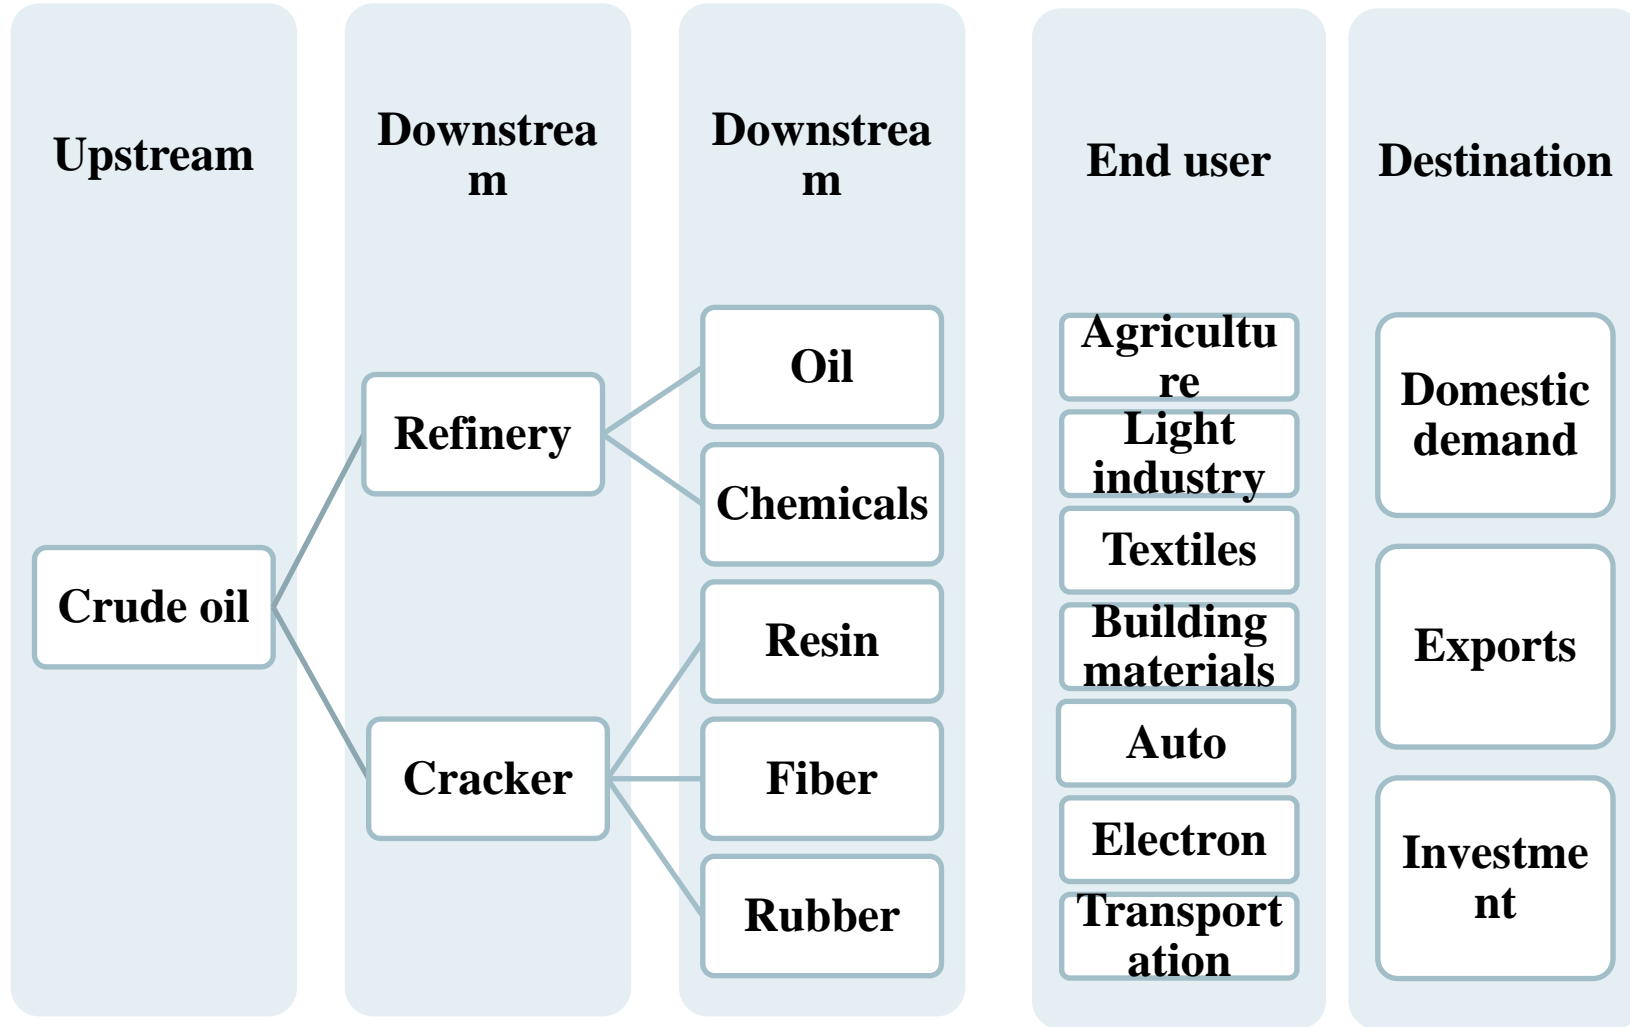 Upstream
Downstrea
m
Downstrea
m
End user
Destination
Crude oil
Refinery
Cracker
Oil
Chemicals
Resin
Fiber
Rubber
Agricultu
re
Light
industry
Textiles
Building
materials
Auto
Electron
Transport
ation
Domestic
demand
Exports
Investme
nt